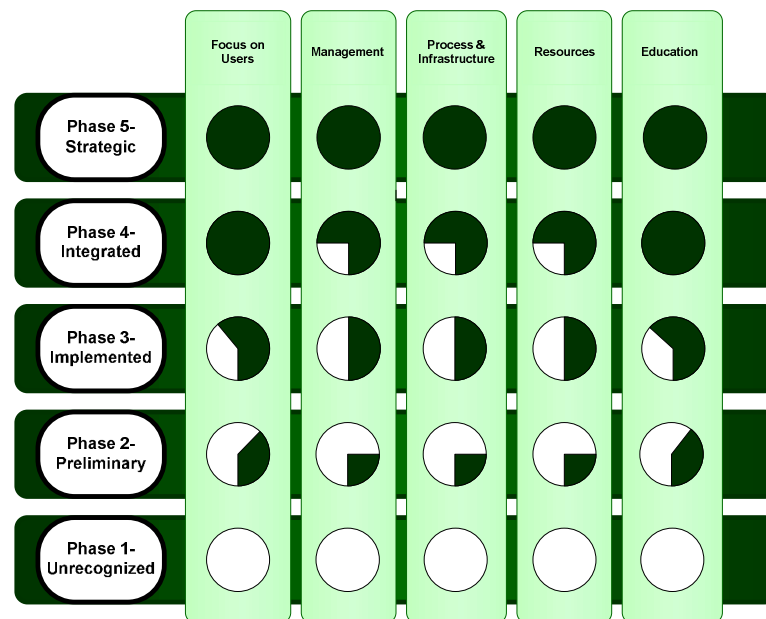 Focus on
Users
Management
Process &
Infrastructure
Resources
Education
Phase 5-
Strategic
Phase 4-
Integrated
Phase 3-
Implemented
Phase 2-
Preliminary
Phase 1-
Unrecognized